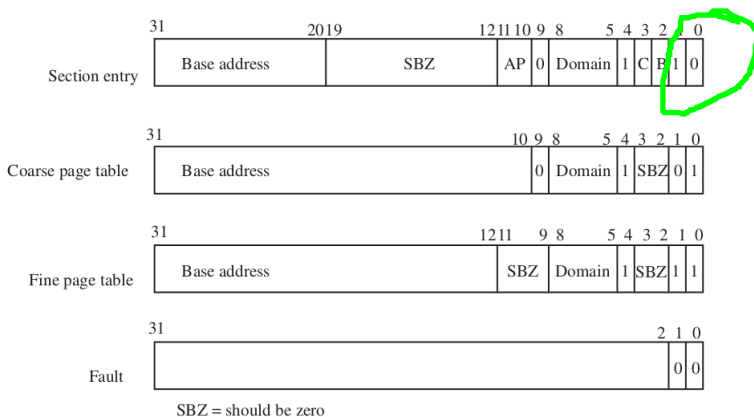 31 20 19 12 11 10 9 8 5 4 3 2 1 0
Section entry Base address SBZ AP 0 Domain 1 C B 1 0
31 10 9 8 5 4 3 2 1 0
Coarse page table Base address 0 Domain 1 SBZ 0 1
31 12 11 9 8 5 4 3 2 1 0
Fine page table Base address SBZ Domain 1 SBZ 1 1
31 2 1 0
Fault 0 0
SBZ = should be zero